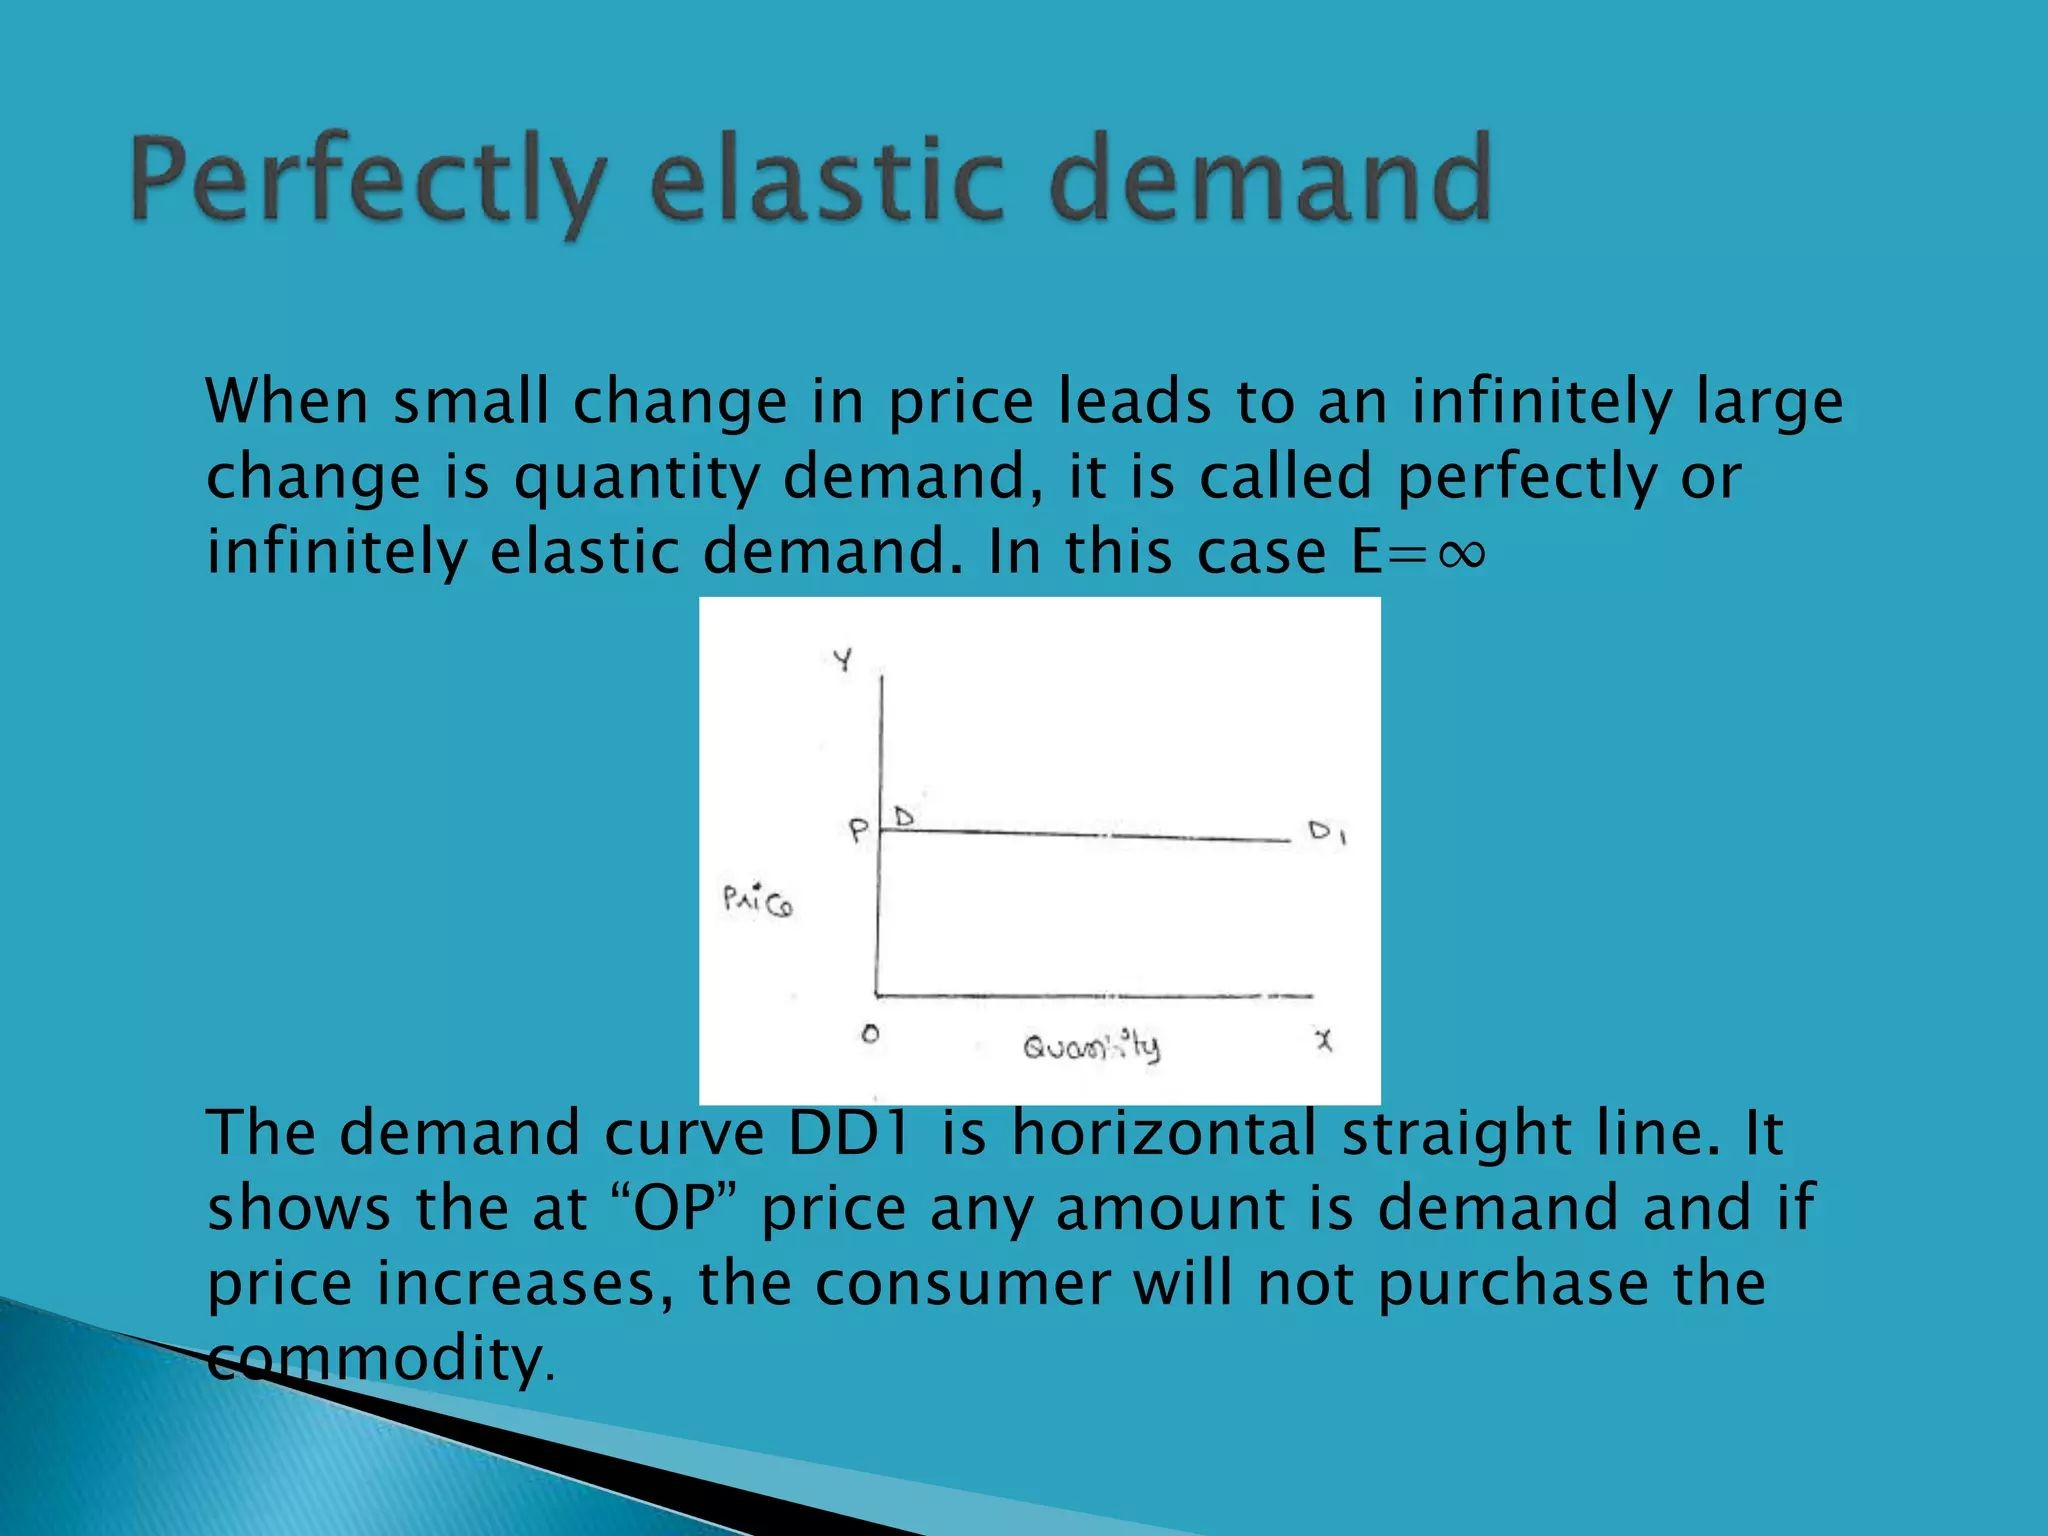 Perfectly elastic demand
When small change in price leads to an infinitely large
change is quantity demand, it is called perfectly or
infinitely elastic demand. In this case E=∞
Y
P D D1
Price
O Quantity x
The demand curve DD1 is horizontal straight line. It
shows the at “OP” price any amount is demand and if
price increases, the consumer will not purchase the
commodity.